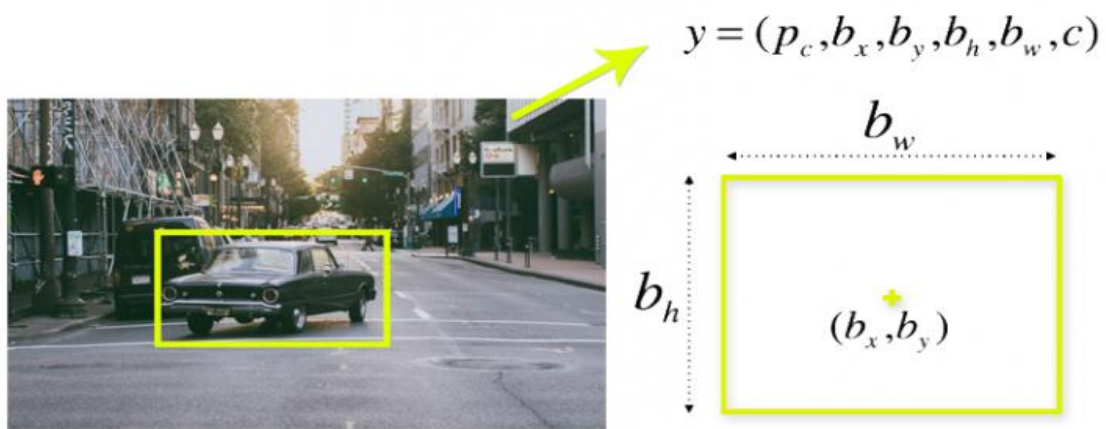 y = (p_c, b_x, b_y, b_h, b_w, c)
b_w
b_h
(b_x, b_y)